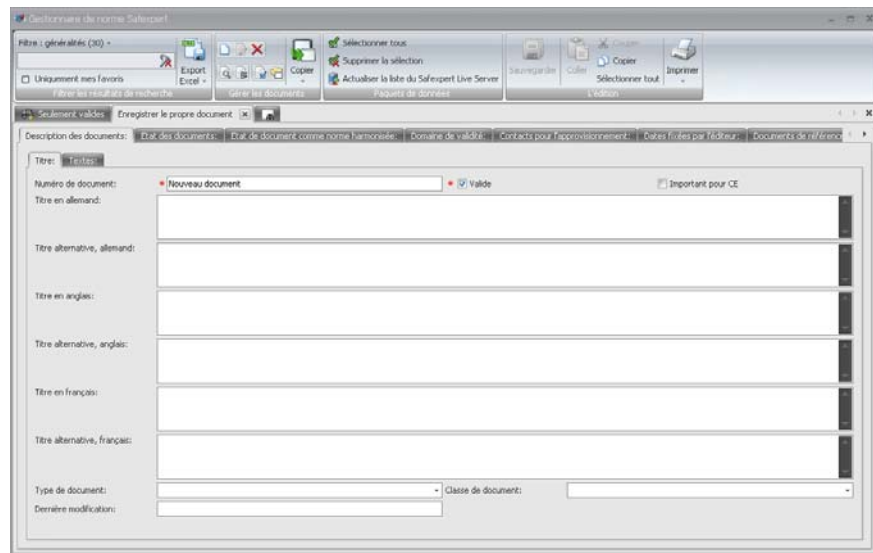 Gestionnaire de norme Safexpert
Filtre : généralités (30)
Uniquement mes favoris
Filtrer les résultats de recherche
Export Excel
Gérer les documents
Copier
Sélectionner tous
Supprimer la sélection
Actualiser la liste du Safexpert Live Server
Paquets de données
Sauvegarder
Coller
Couper
Copier
Sélectionner tout
Imprimer
L'édition
Seulement valides
Enregistrer le propre document
Description des documents:
Etat des documents:
Etat de document comme norme harmonisée:
Domaine de validité:
Contacts pour l'approvisionnement:
Dates fixées par l'éditeur:
Documents de référenc
Titre:
Textes:
Numéro de document:
Nouveau document
Valide
Important pour CE
Titre en allemand:
Titre alternative, allemand:
Titre en anglais:
Titre alternative, anglais:
Titre en français:
Titre alternative, français:
Type de document:
Classe de document:
Dernière modification: